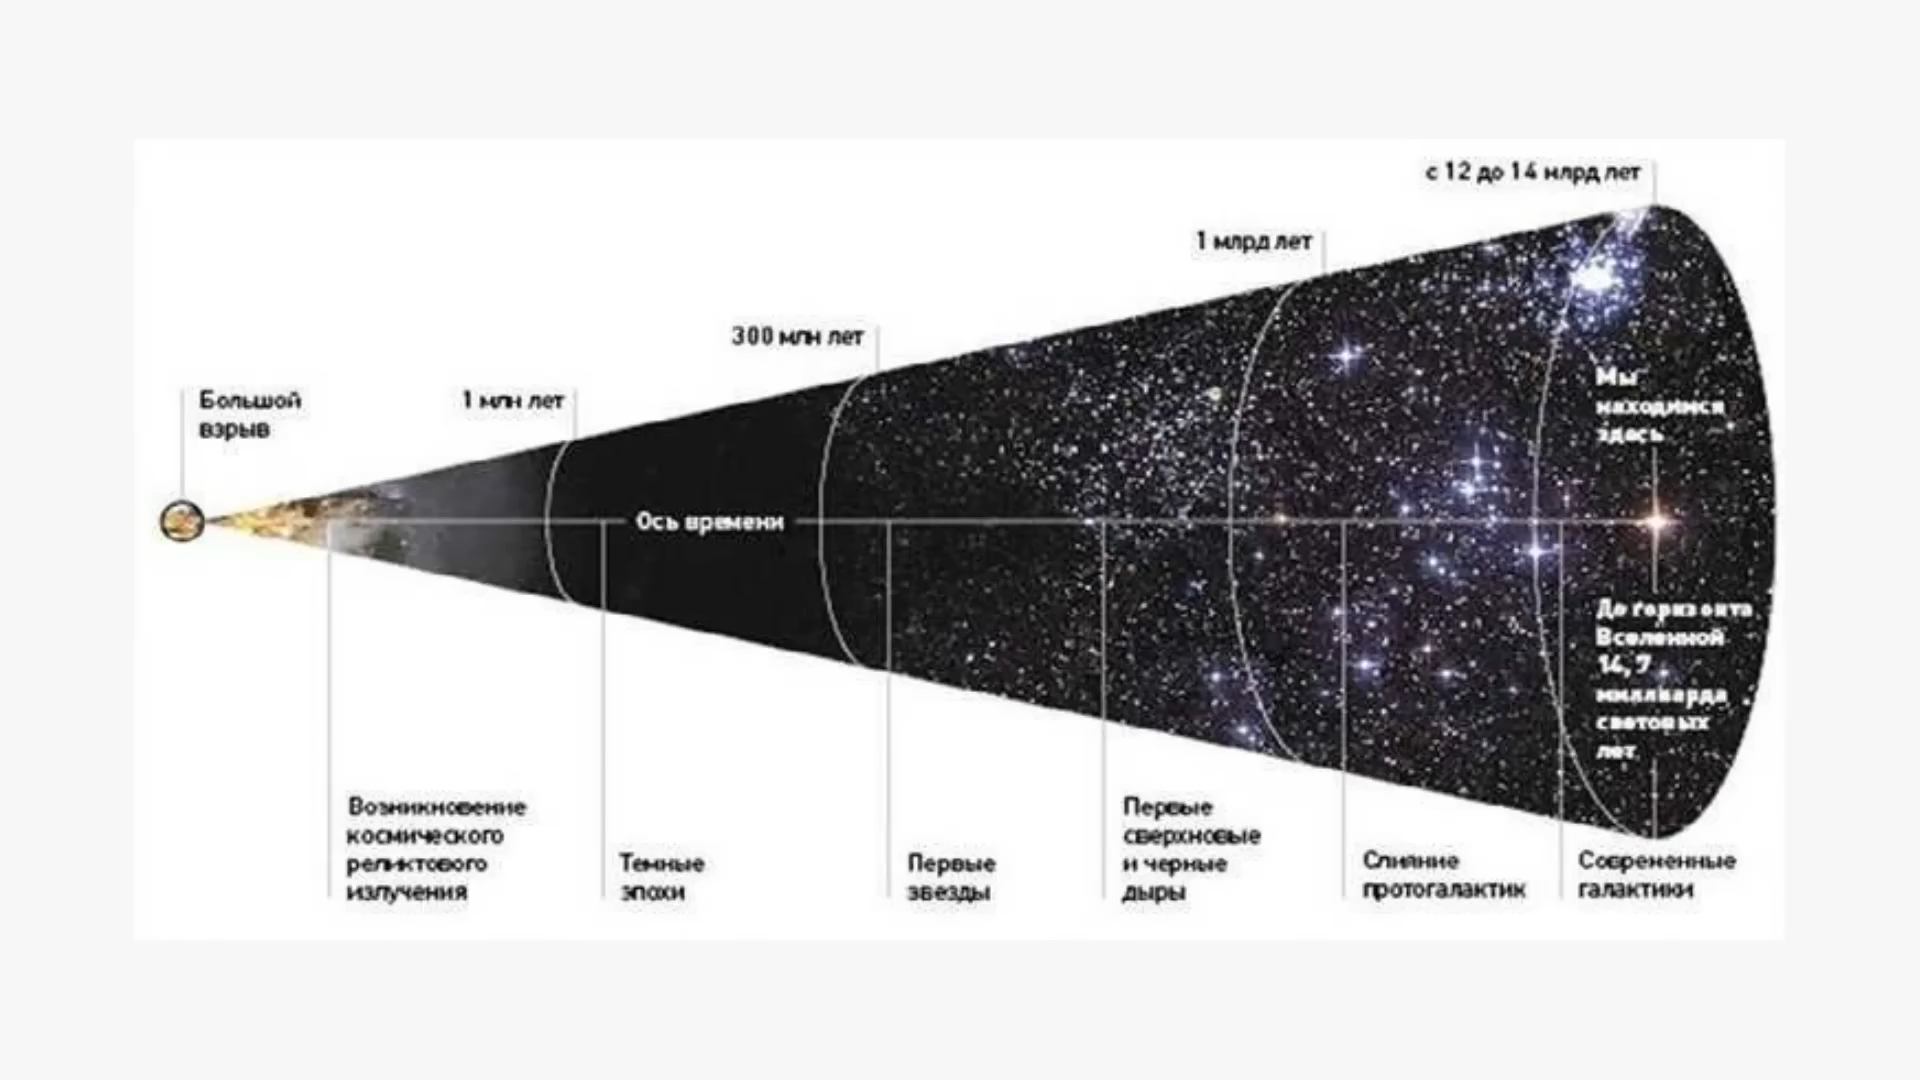 с 12 до 14 млрд лет
1 млрд лет
300 млн лет
1 млн лет
Большой
взрыв
Мы
находимся
здесь
Ось времени
До горизонта
Вселенной
14, 7
миллиарда
световых
лет
Возникновение
космического
реликтового
излучения
Темные
эпохи
Первые
звезды
Первые
сверхновые
и черные
дыры
Слияние
протогалактик
Современные
галактики